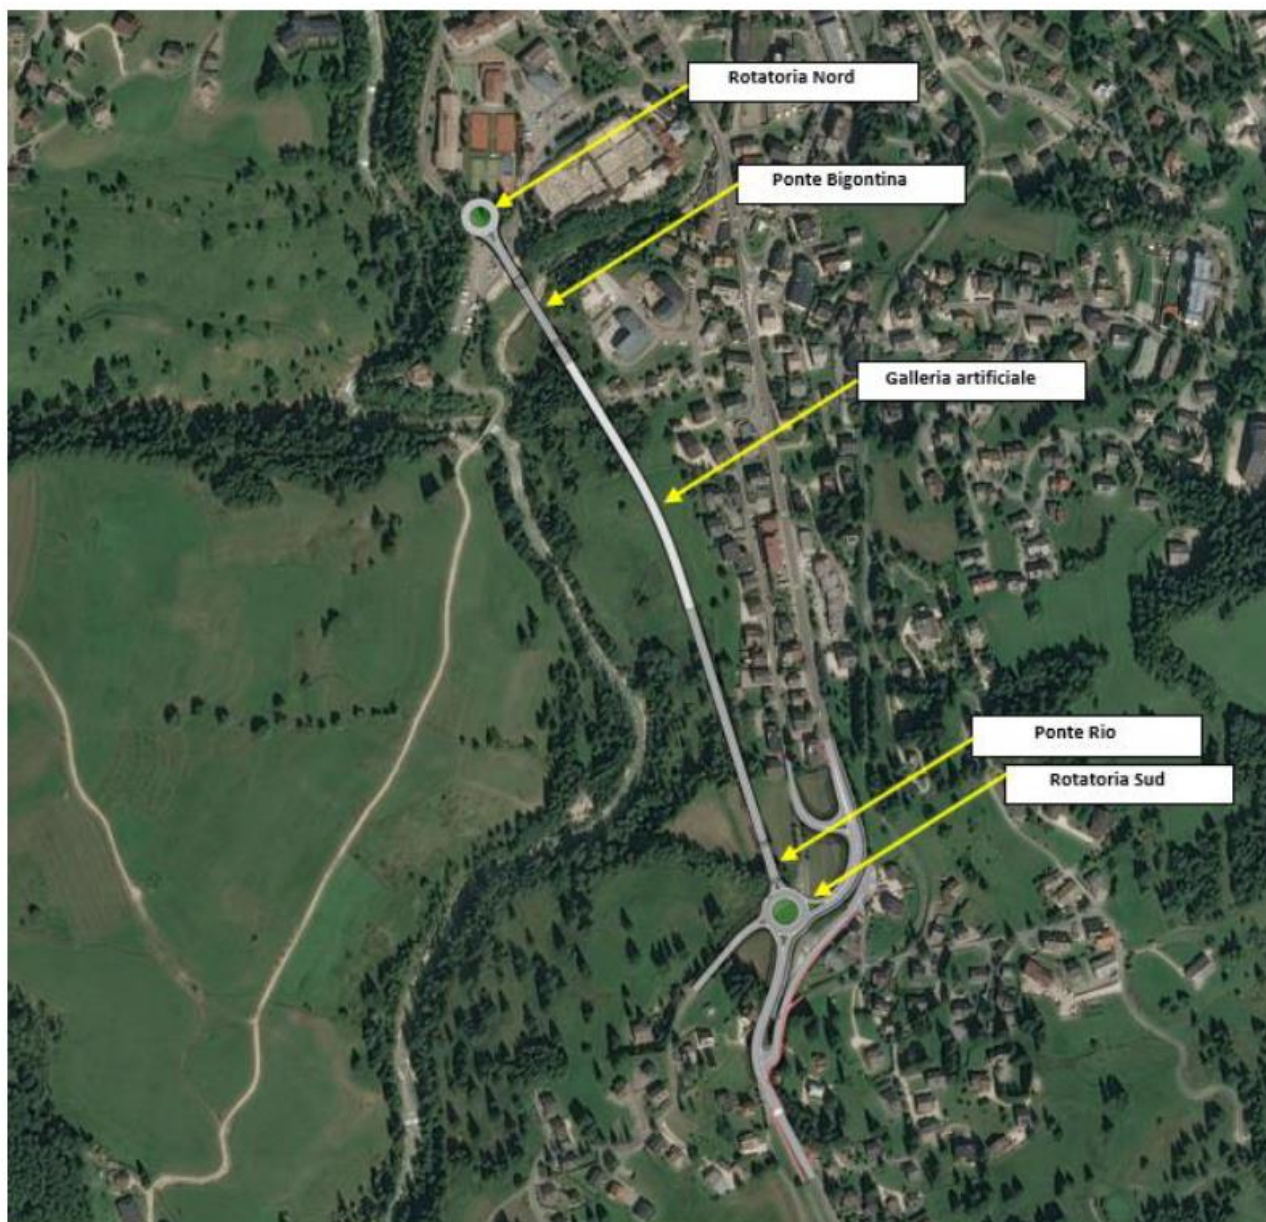 Rotatoria Nord
Ponte Bigontina
Galleria artificiale
Ponte Rio
Rotatoria Sud